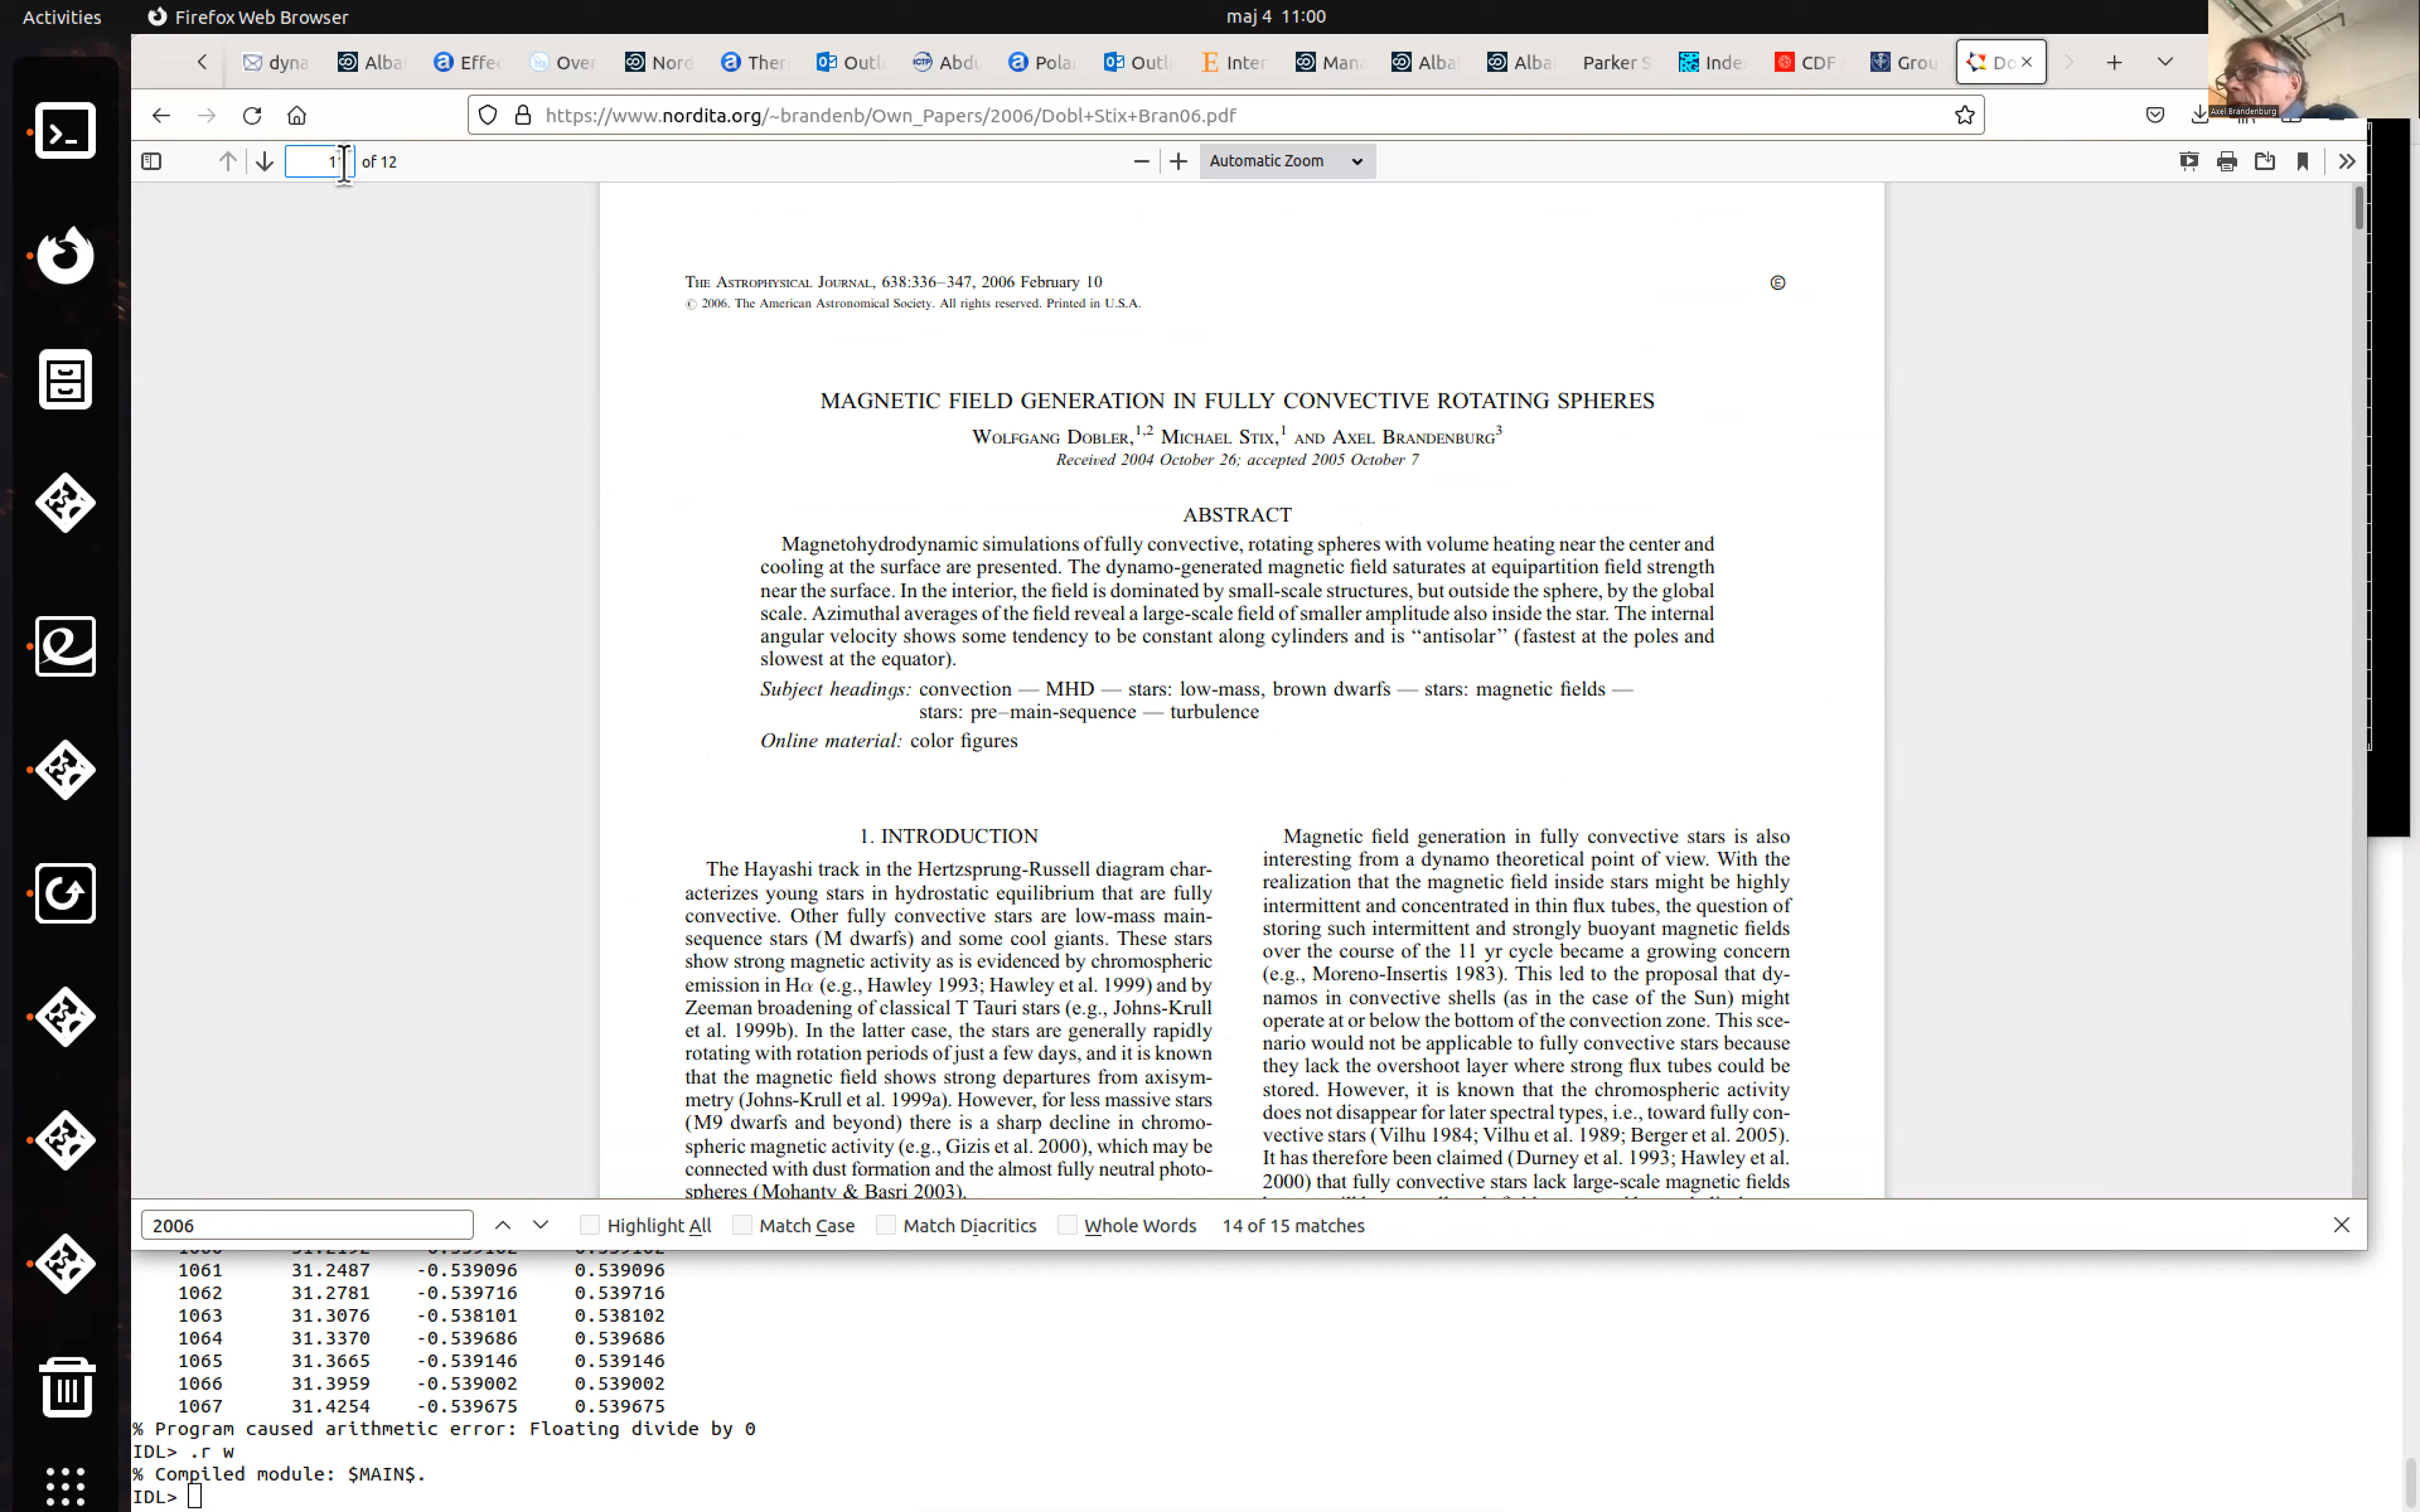 Activities
Firefox Web Browser
maj 4 11:00
dyna
Alba
Effec
Over
Nord
Ther
Outl
ICTP
Abdu
Pola
Outl
Inter
Mana
Alba
Alba
Parker S
Inde
CDF
Grou
Do
Axel Brandenburg
https://www.nordita.org/~brandenb/Own_Papers/2006/Dobl+Stix+Bran06.pdf
of 12
Automatic Zoom
THE ASTROPHYSICAL JOURNAL, 638:336–347, 2006 February 10
© 2006. The American Astronomical Society. All rights reserved. Printed in U.S.A.
E
MAGNETIC FIELD GENERATION IN FULLY CONVECTIVE ROTATING SPHERES
WOLFGANG DOBLER,1,2 MICHAEL STIX,1 AND AXEL BRANDENBURG3
Received 2004 October 26; accepted 2005 October 7
ABSTRACT
Magnetohydrodynamic simulations of fully convective, rotating spheres with volume heating near the center and
cooling at the surface are presented. The dynamo-generated magnetic field saturates at equipartition field strength
near the surface. In the interior, the field is dominated by small-scale structures, but outside the sphere, by the global
scale. Azimuthal averages of the field reveal a large-scale field of smaller amplitude also inside the star. The internal
angular velocity shows some tendency to be constant along cylinders and is ‘‘antisolar’’ (fastest at the poles and
slowest at the equator).
Subject headings: convection — MHD — stars: low-mass, brown dwarfs — stars: magnetic fields —
stars: pre–main-sequence — turbulence
Online material: color figures
1. INTRODUCTION
The Hayashi track in the Hertzsprung-Russell diagram char-
acterizes young stars in hydrostatic equilibrium that are fully
convective. Other fully convective stars are low-mass main-
sequence stars (M dwarfs) and some cool giants. These stars
show strong magnetic activity as is evidenced by chromospheric
emission in Hα (e.g., Hawley 1993; Hawley et al. 1999) and by
Zeeman broadening of classical T Tauri stars (e.g., Johns-Krull
et al. 1999b). In the latter case, the stars are generally rapidly
rotating with rotation periods of just a few days, and it is known
that the magnetic field shows strong departures from axisym-
metry (Johns-Krull et al. 1999a). However, for less massive stars
(M9 dwarfs and beyond) there is a sharp decline in chromo-
spheric magnetic activity (e.g., Gizis et al. 2000), which may be
connected with dust formation and the almost fully neutral photo-
spheres (Mohanty & Basri 2003).
Magnetic field generation in fully convective stars is also
interesting from a dynamo theoretical point of view. With the
realization that the magnetic field inside stars might be highly
intermittent and concentrated in thin flux tubes, the question of
storing such intermittent and strongly buoyant magnetic fields
over the course of the 11 yr cycle became a growing concern
(e.g., Moreno-Insertis 1983). This led to the proposal that dy-
namos in convective shells (as in the case of the Sun) might
operate at or below the bottom of the convection zone. This sce-
nario would not be applicable to fully convective stars because
they lack the overshoot layer where strong flux tubes could be
stored. However, it is known that the chromospheric activity
does not disappear for later spectral types, i.e., toward fully con-
vective stars (Vilhu 1984; Vilhu et al. 1989; Berger et al. 2005).
It has therefore been claimed (Durney et al. 1993; Hawley et al.
2000) that fully convective stars lack large-scale magnetic fields
2006
Highlight All
Match Case
Match Diacritics
Whole Words
14 of 15 matches
1061 31.2487 -0.539096 0.539096
1062 31.2781 -0.539716 0.539716
1063 31.3076 -0.538101 0.538102
1064 31.3370 -0.539686 0.539686
1065 31.3665 -0.539146 0.539146
1066 31.3959 -0.539002 0.539002
1067 31.4254 -0.539675 0.539675
% Program caused arithmetic error: Floating divide by 0
IDL> .r w
% Compiled module: $MAIN$.
IDL>